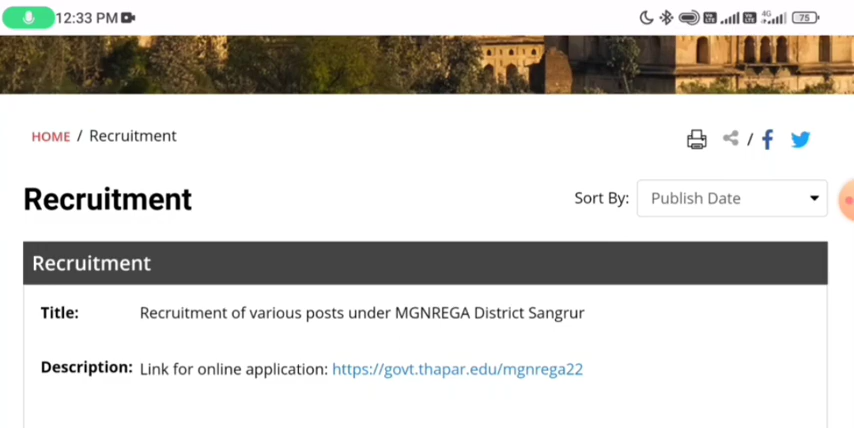 12:33 PM
4G
75
HOME / Recruitment
/
Recruitment
Sort By: Publish Date
Recruitment
Title: Recruitment of various posts under MGNREGA District Sangrur
Description: Link for online application: https://govt.thapar.edu/mgnrega22